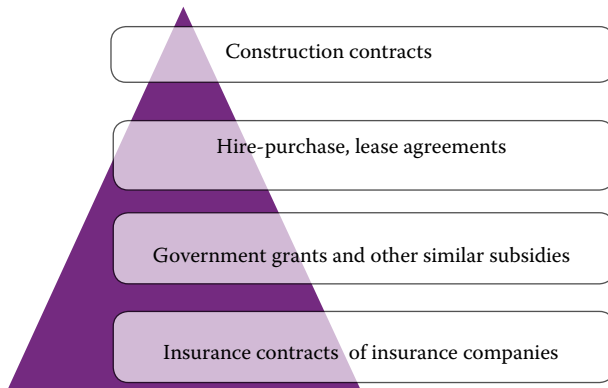 Construction contracts
Hire-purchase, lease agreements
Government grants and other similar subsidies
Insurance contracts of insurance companies